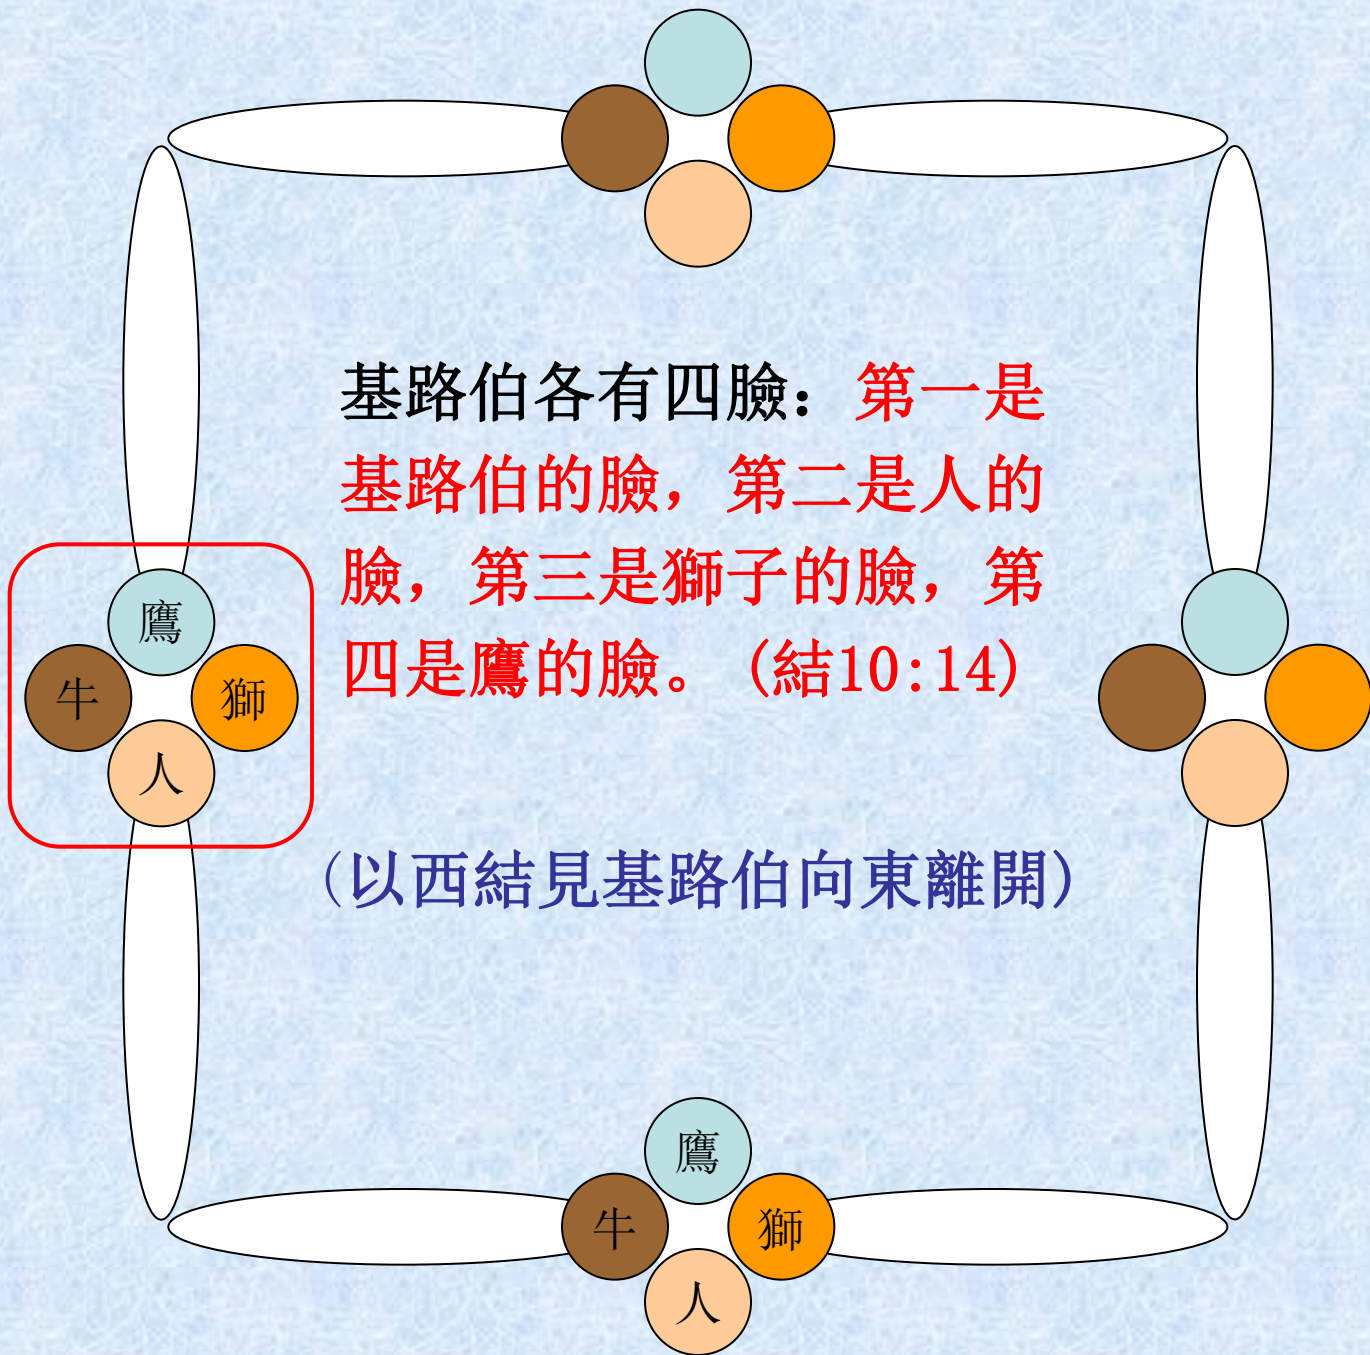 基路伯各有四臉：第一是
基路伯的臉，第二是人的
臉，第三是獅子的臉，第
四是鷹的臉。(結10:14)
鷹
牛
獅
人
(以西結見基路伯向東離開)
鷹
牛
獅
人